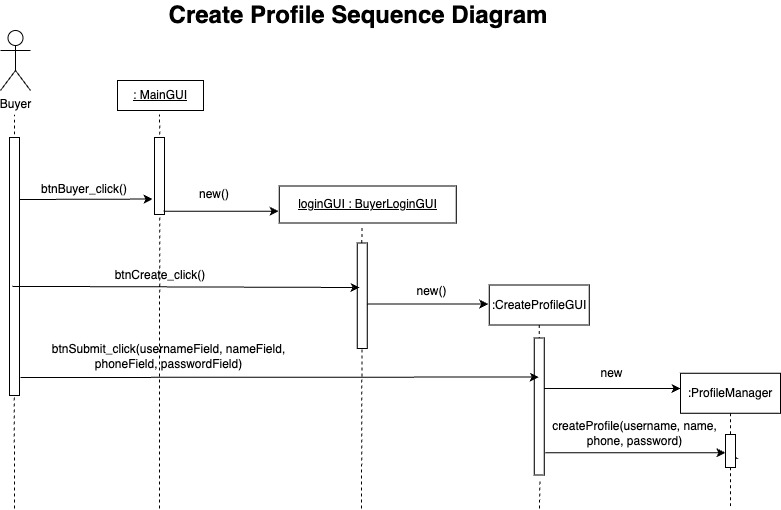 Create Profile Sequence Diagram
Buyer
: MainGUI
btnBuyer_click()
new()
loginGUI : BuyerLoginGUI
btnCreate_click()
new()
:CreateProfileGUI
btnSubmit_click(usernameField, nameField,
phoneField, passwordField)
new
:ProfileManager
createProfile(username, name,
phone, password)